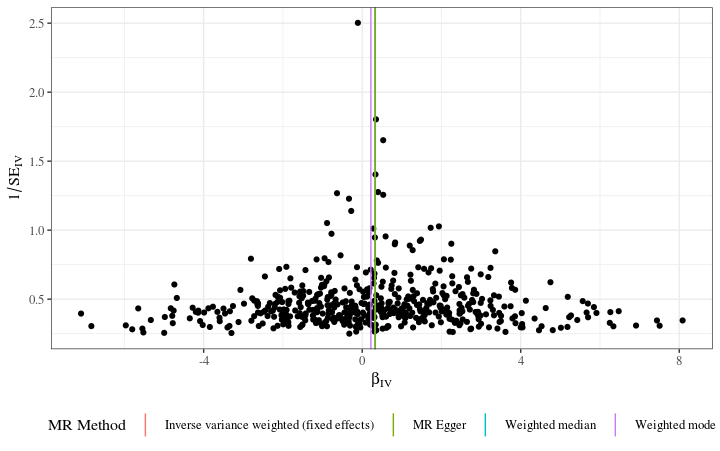 2.5
2.0
1.5
1.0
0.5
1/SE_IV
-4 0 4 8
β_IV
MR Method Inverse variance weighted (fixed effects) MR Egger Weighted median Weighted mode